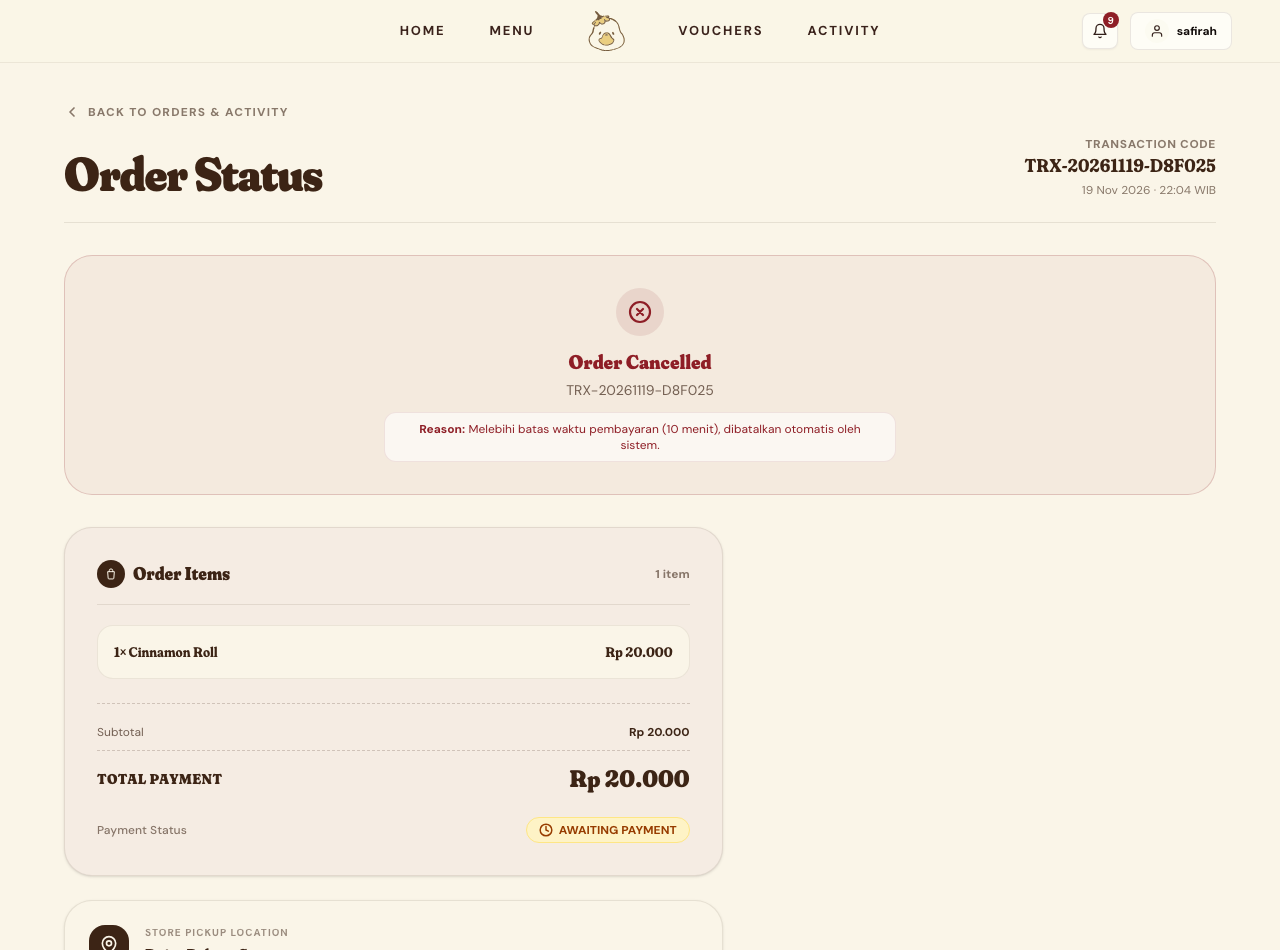 HOME
MENU
VOUCHERS
ACTIVITY
9
safirah
BACK TO ORDERS & ACTIVITY
Order Status
TRANSACTION CODE
TRX-20261119-D8F025
19 Nov 2026 · 22:04 WIB
Order Cancelled
TRX-20261119-D8F025
Reason: Melebihi batas waktu pembayaran (10 menit), dibatalkan otomatis oleh
sistem.
Order Items
1 item
1× Cinnamon Roll
Rp 20.000
Subtotal
Rp 20.000
TOTAL PAYMENT
Rp 20.000
Payment Status
AWAITING PAYMENT
STORE PICKUP LOCATION